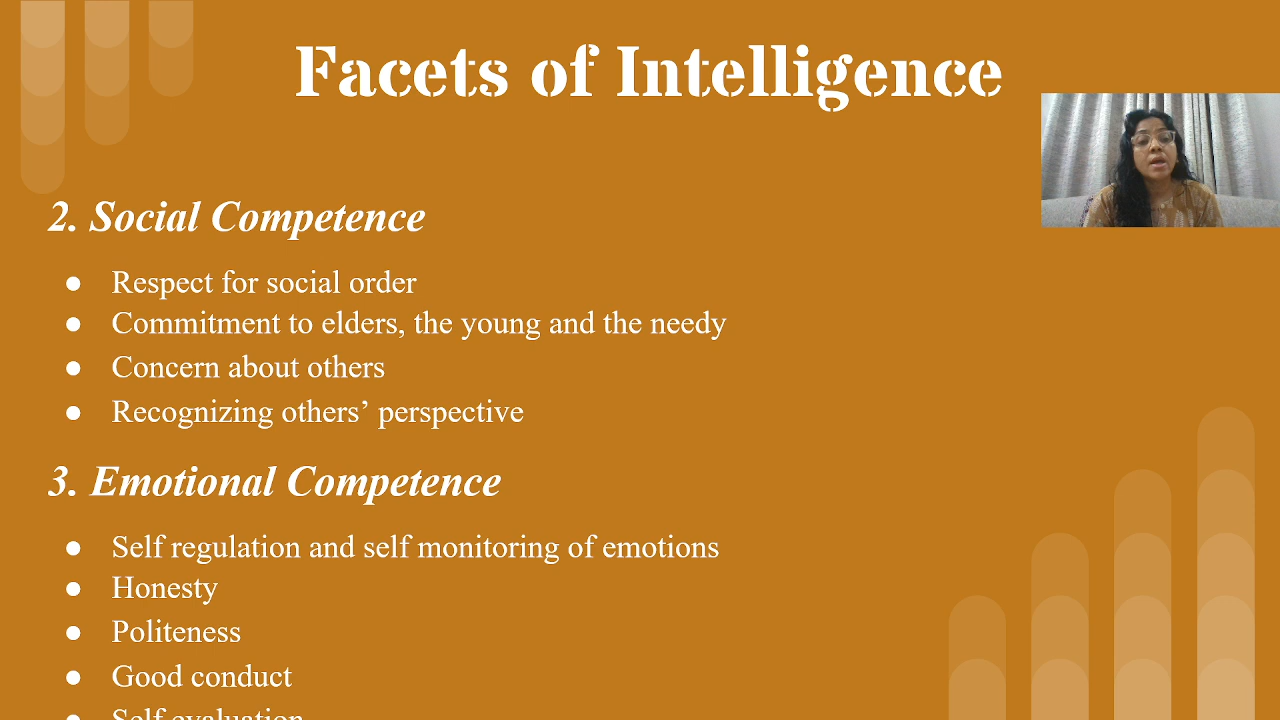 Facets of Intelligence
2. Social Competence
● Respect for social order
● Commitment to elders, the young and the needy
● Concern about others
● Recognizing others’ perspective
3. Emotional Competence
● Self regulation and self monitoring of emotions
● Honesty
● Politeness
● Good conduct
● Self evaluation